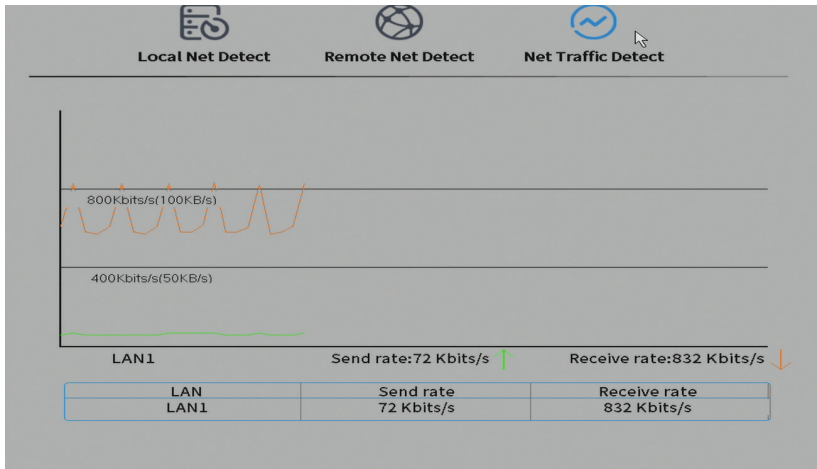 Local Net Detect Remote Net Detect Net Traffic Detect
800Kbits/s(100KB/s)
400Kbits/s(50KB/s)
LAN1 Send rate:72 Kbits/s Receive rate:832 Kbits/s
LAN Send rate Receive rate
LAN1 72 Kbits/s 832 Kbits/s